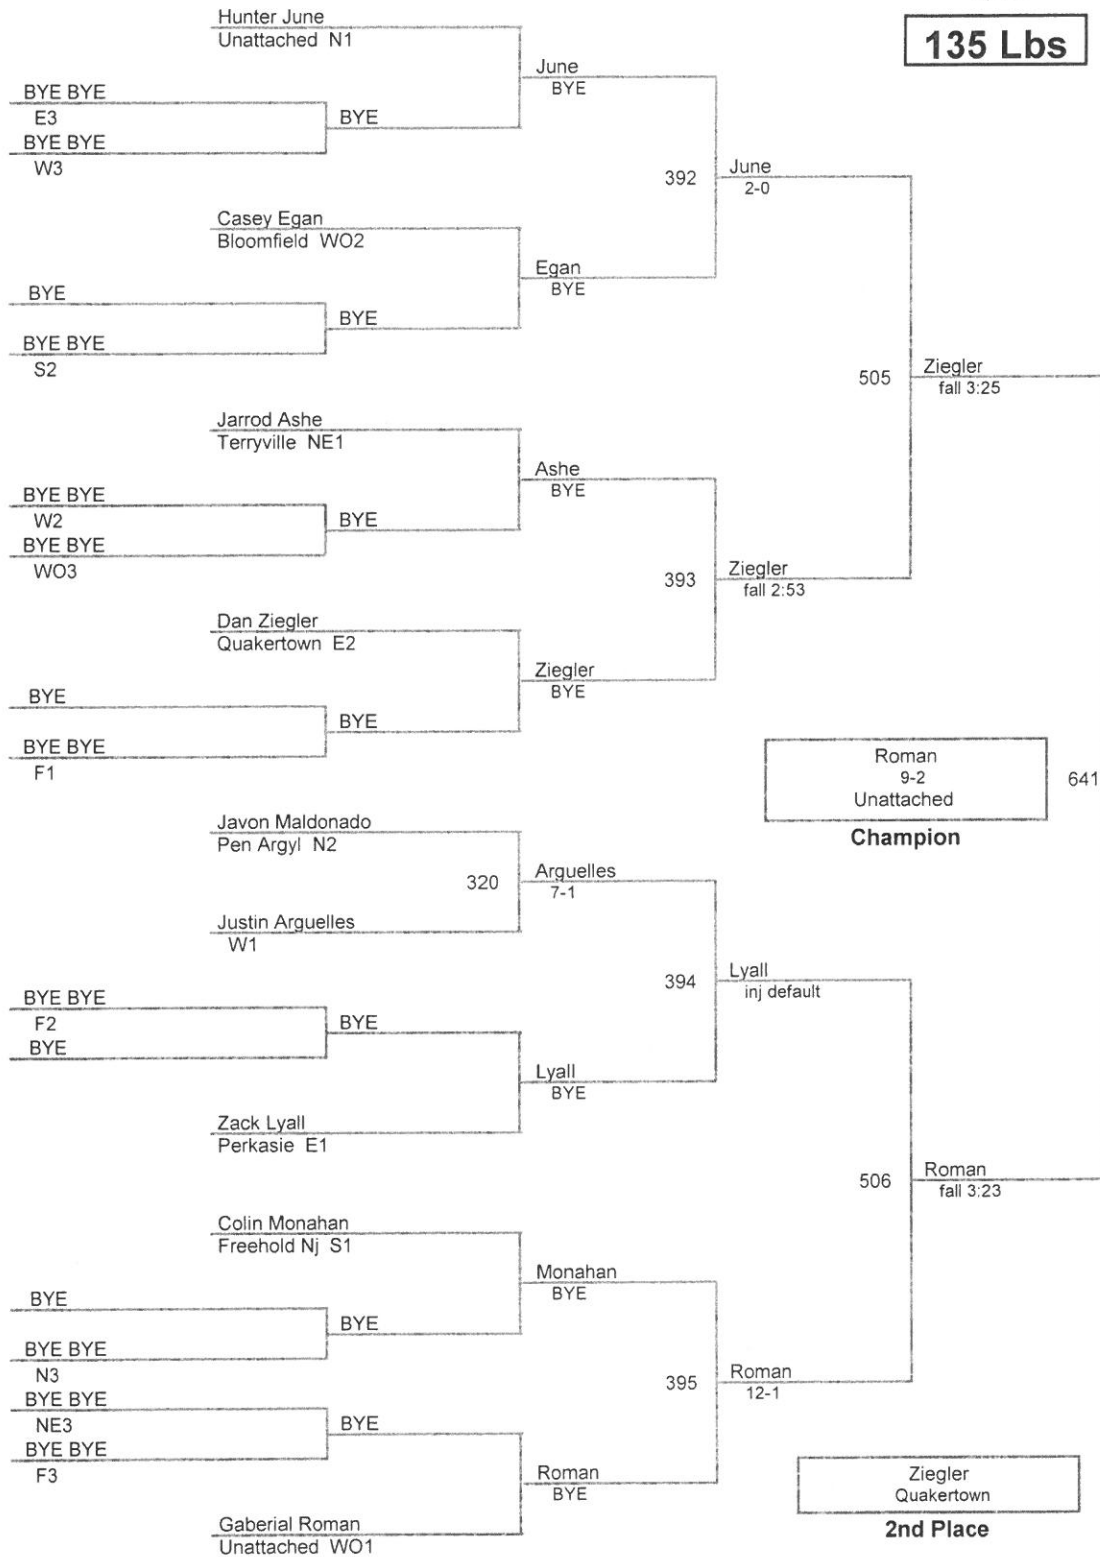 135 Lbs
Hunter June
Unattached N1
June
BYE
BYE BYE
E3
BYE
BYE BYE
W3
392
June
2-0
Casey Egan
Bloomfield WO2
Egan
BYE
BYE
BYE
BYE BYE
S2
505
Ziegler
fall 3:25
Jarrod Ashe
Terryville NE1
Ashe
BYE
BYE BYE
W2
BYE
BYE BYE
WO3
393
Ziegler
fall 2:53
Dan Ziegler
Quakertown E2
Ziegler
BYE
BYE
BYE
BYE BYE
F1
Roman
9-2
Unattached
641
Champion
Javon Maldonado
Pen Argyl N2
320
Arguelles
7-1
Justin Arguelles
W1
394
Lyall
inj default
BYE BYE
F2
BYE
BYE
Lyall
BYE
Zack Lyall
Perkasie E1
506
Roman
fall 3:23
Colin Monahan
Freehold Nj S1
Monahan
BYE
BYE
BYE
BYE BYE
N3
395
Roman
12-1
BYE BYE
NE3
BYE
BYE BYE
F3
Roman
BYE
Gaberial Roman
Unattached WO1
Ziegler
Quakertown
2nd Place